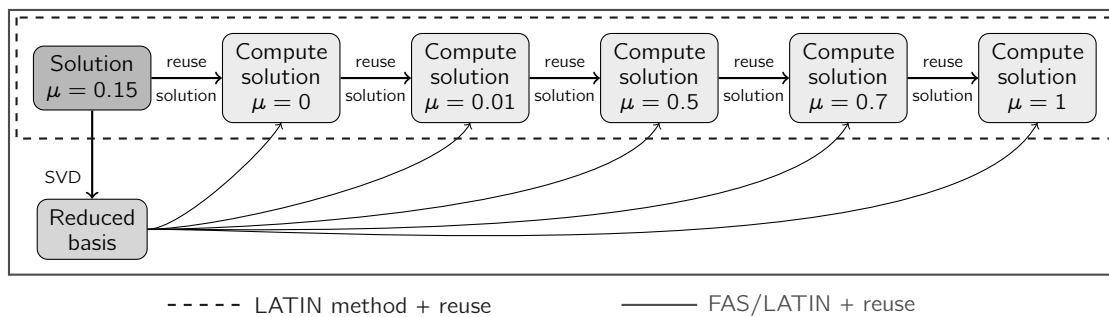 Solution
μ = 0.15
reuse
solution
Compute
solution
μ = 0
reuse
solution
Compute
solution
μ = 0.01
reuse
solution
Compute
solution
μ = 0.5
reuse
solution
Compute
solution
μ = 0.7
reuse
solution
Compute
solution
μ = 1
SVD
Reduced
basis
LATIN method + reuse
FAS/LATIN + reuse